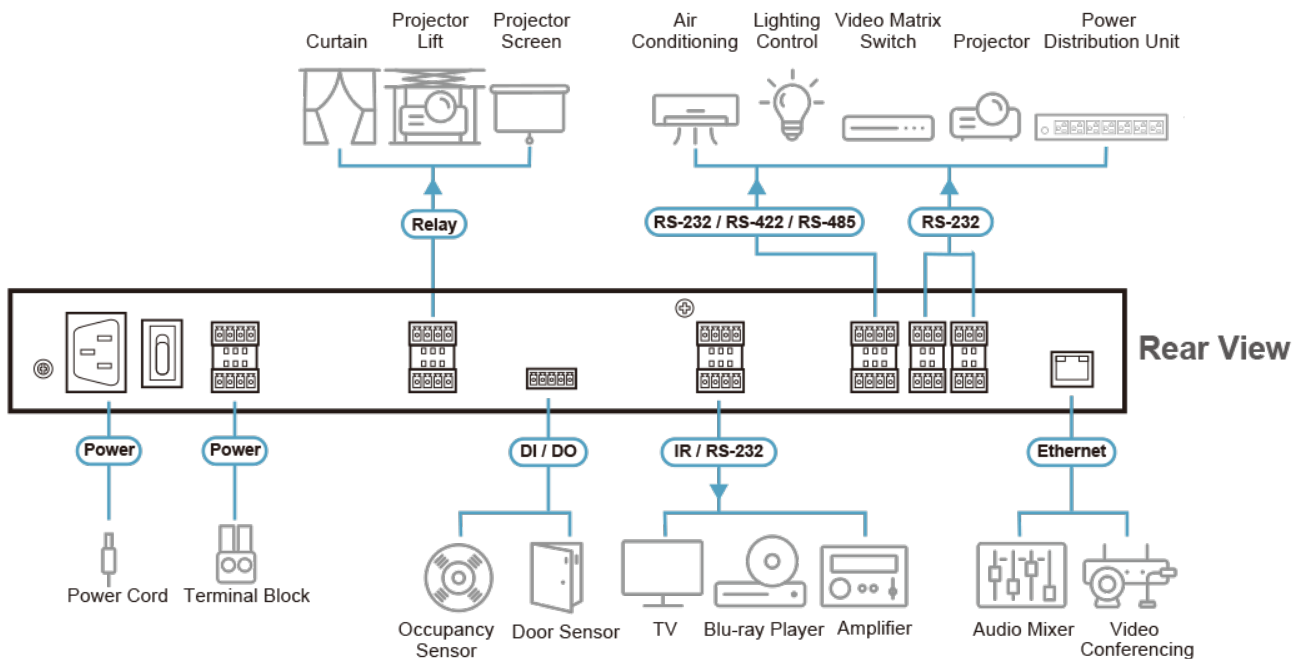 Curtain
Projector
Lift
Projector
Screen
Air
Conditioning
Lighting
Control
Video Matrix
Switch
Projector
Power
Distribution Unit
Relay
RS-232 / RS-422 / RS-485
RS-232
Rear View
Power
Power
DI / DO
IR / RS-232
Ethernet
Power Cord
Terminal Block
Occupancy
Sensor
Door Sensor
TV
Blu-ray Player
Amplifier
Audio Mixer
Video
Conferencing